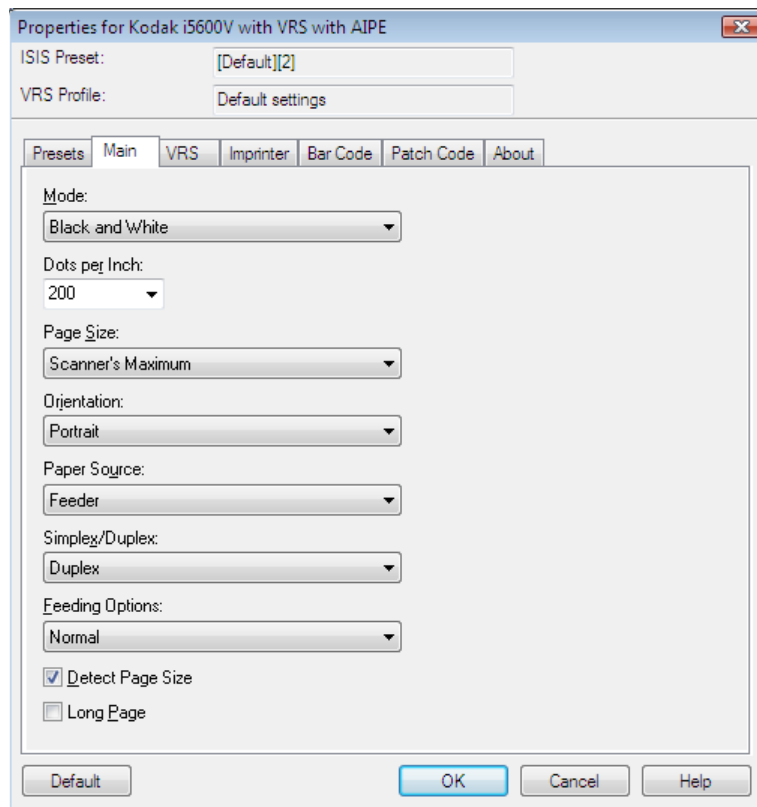 Properties for Kodak i5600V with VRS with AIPE
ISIS Preset: [Default][2]
VRS Profile: Default settings
Presets Main VRS Imprinter Bar Code Patch Code About
Mode:
Black and White
Dots per Inch:
200
Page Size:
Scanner's Maximum
Orientation:
Portrait
Paper Source:
Feeder
Simplex/Duplex:
Duplex
Feeding Options:
Normal
Detect Page Size
Long Page
Default OK Cancel Help